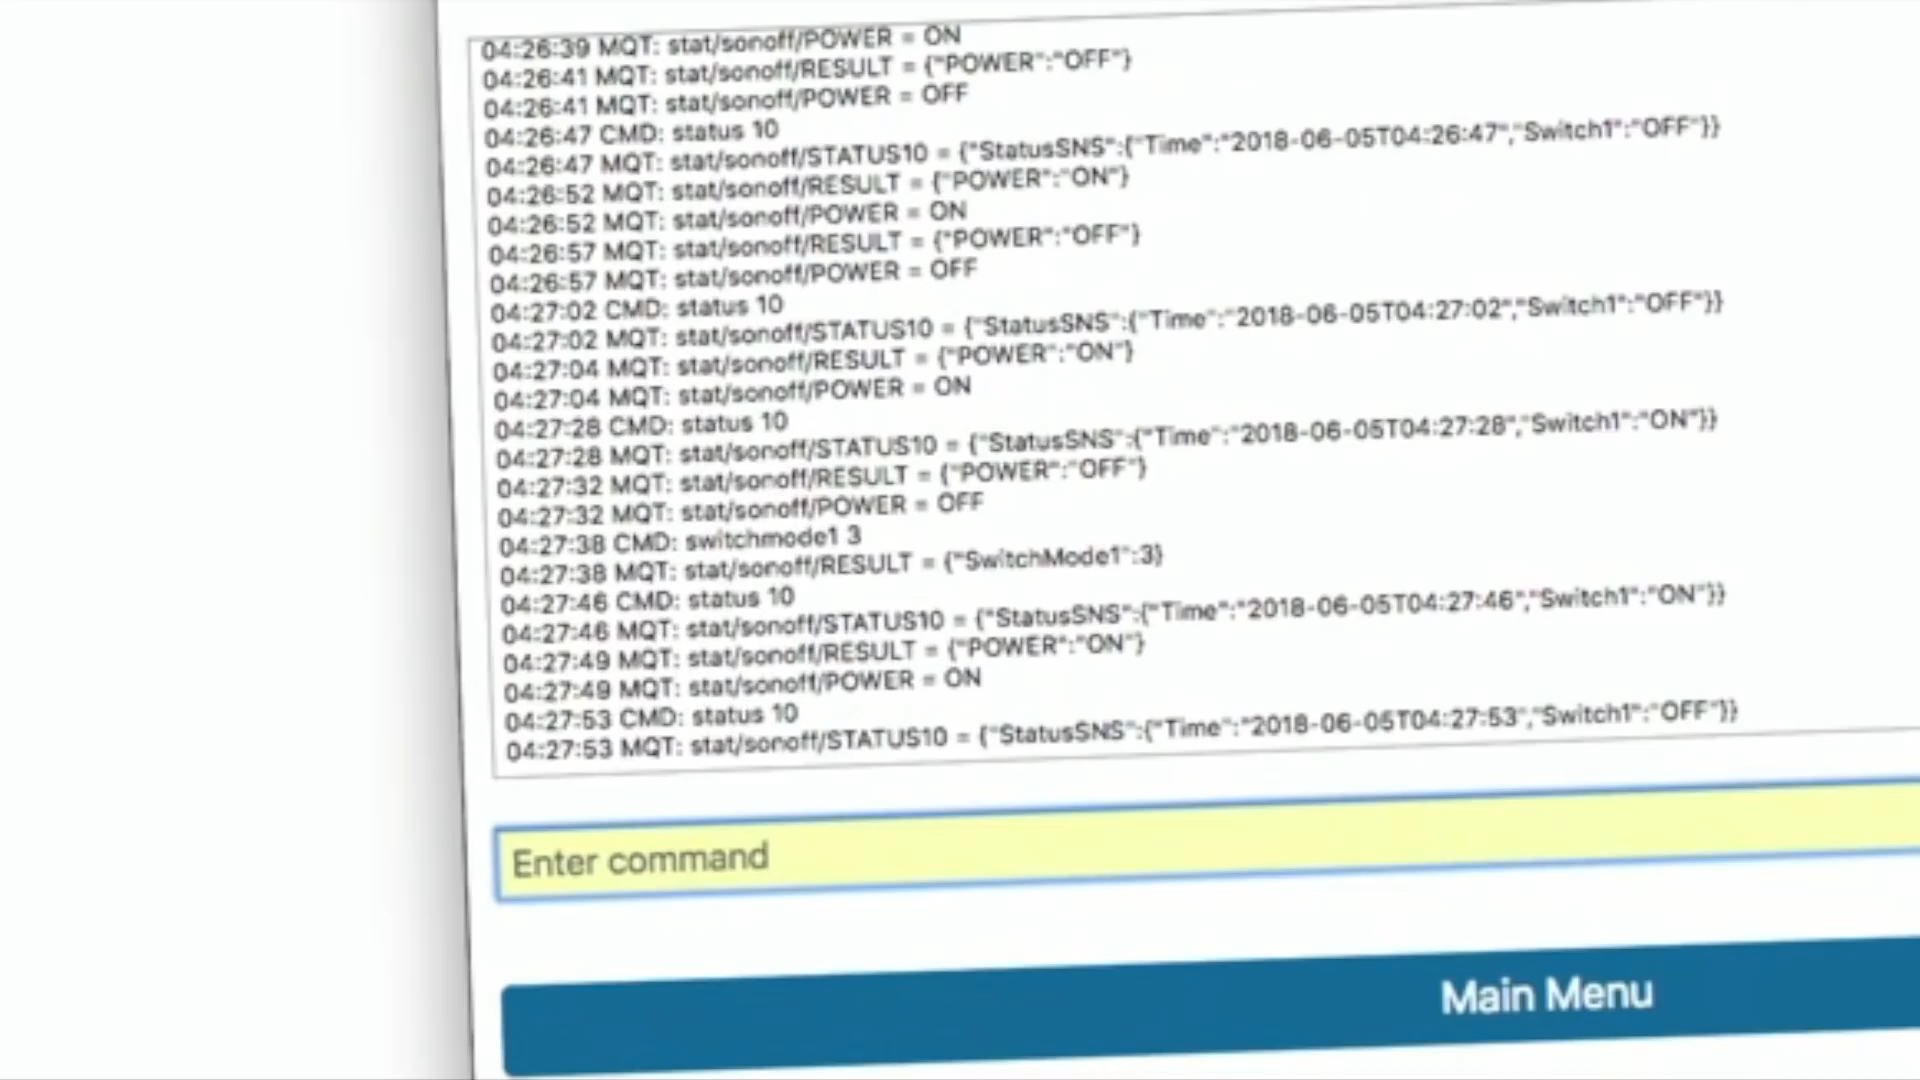 04:26:39 MQT: stat/sonoff/POWER = ON
04:26:41 MQT: stat/sonoff/RESULT = {"POWER":"OFF"}
04:26:41 MQT: stat/sonoff/POWER = OFF
04:26:47 CMD: status 10
04:26:47 MQT: stat/sonoff/STATUS10 = {"StatusSNS":{"Time":"2018-06-05T04:26:47","Switch1":"OFF"}}
04:26:52 MQT: stat/sonoff/RESULT = {"POWER":"ON"}
04:26:52 MQT: stat/sonoff/POWER = ON
04:26:57 MQT: stat/sonoff/RESULT = {"POWER":"OFF"}
04:26:57 MQT: stat/sonoff/POWER = OFF
04:27:02 CMD: status 10
04:27:02 MQT: stat/sonoff/STATUS10 = {"StatusSNS":{"Time":"2018-06-05T04:27:02","Switch1":"OFF"}}
04:27:04 MQT: stat/sonoff/RESULT = {"POWER":"ON"}
04:27:04 MQT: stat/sonoff/POWER = ON
04:27:28 CMD: status 10
04:27:28 MQT: stat/sonoff/STATUS10 = {"StatusSNS":{"Time":"2018-06-05T04:27:28","Switch1":"ON"}}
04:27:32 MQT: stat/sonoff/RESULT = {"POWER":"OFF"}
04:27:32 MQT: stat/sonoff/POWER = OFF
04:27:38 CMD: switchmode1 3
04:27:38 MQT: stat/sonoff/RESULT = {"SwitchMode1":3}
04:27:46 CMD: status 10
04:27:46 MQT: stat/sonoff/STATUS10 = {"StatusSNS":{"Time":"2018-06-05T04:27:46","Switch1":"ON"}}
04:27:49 MQT: stat/sonoff/RESULT = {"POWER":"ON"}
04:27:49 MQT: stat/sonoff/POWER = ON
04:27:53 CMD: status 10
04:27:53 MQT: stat/sonoff/STATUS10 = {"StatusSNS":{"Time":"2018-06-05T04:27:53","Switch1":"OFF"}}
Enter command
Main Menu